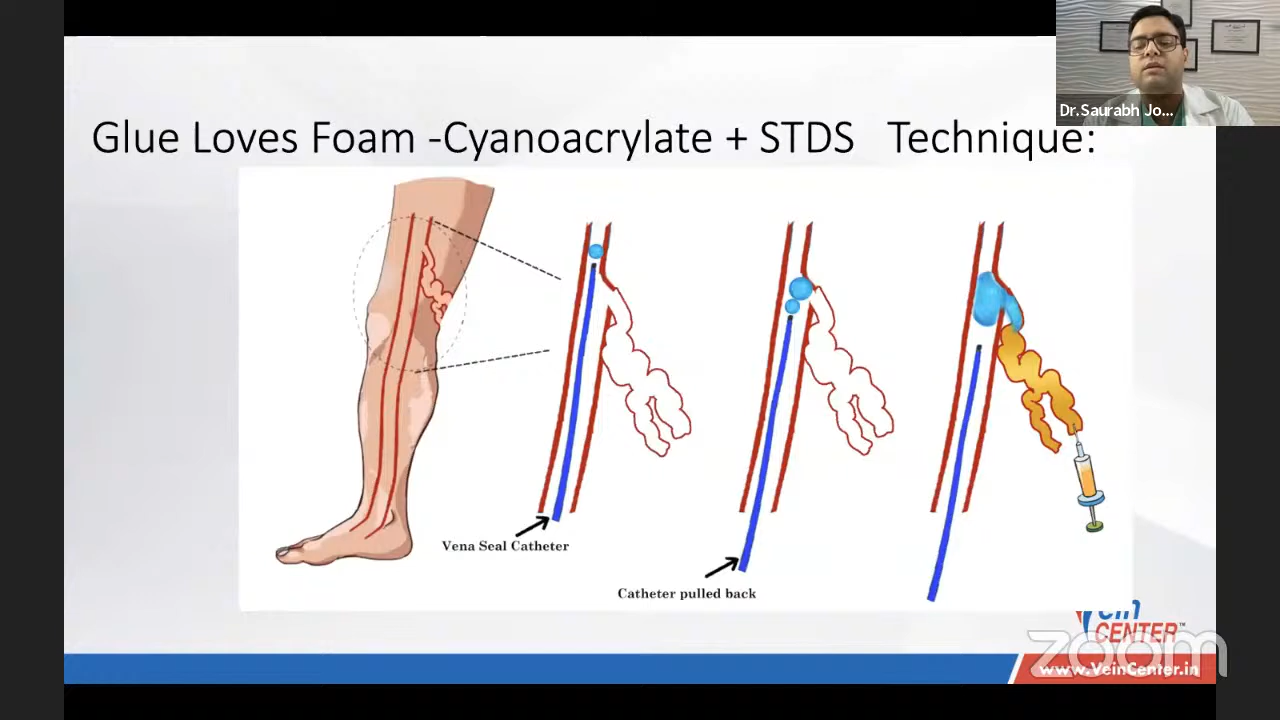 Dr.Saurabh Jo...
Glue Loves Foam -Cyanoacrylate + STDS Technique:
Vena Seal Catheter
Catheter pulled back
CENTER™
zoom
www.VeinCenter.in